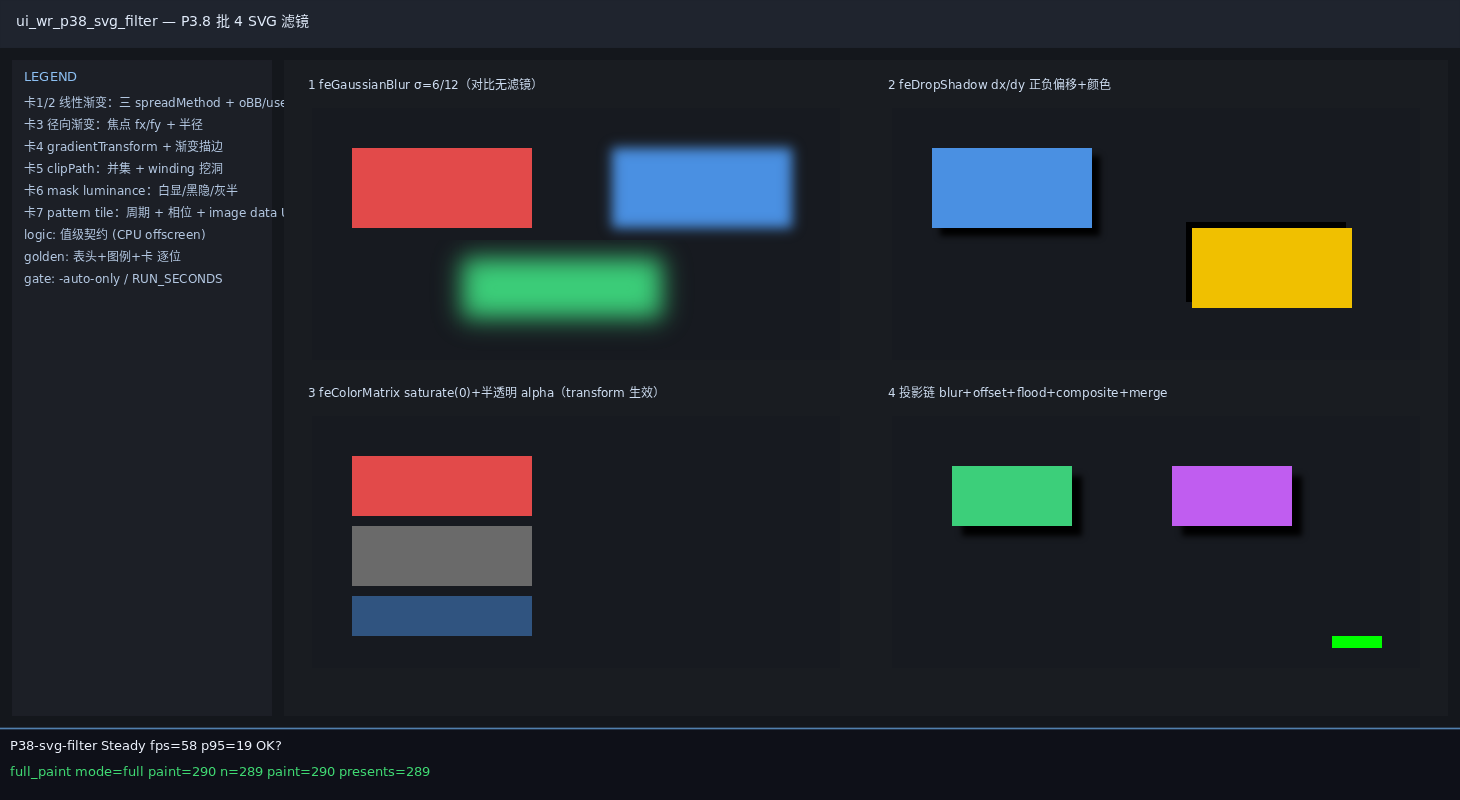 ui_wr_p38_svg_filter — P3.8 批 4 SVG 滤镜
LEGEND
卡1/2 线性渐变：三 spreadMethod + oBB/use
卡3 径向渐变：焦点 fx/fy + 半径
卡4 gradientTransform + 渐变描边
卡5 clipPath：并集 + winding 挖洞
卡6 mask luminance：白显/黑隐/灰半
卡7 pattern tile：周期 + 相位 + image data U
logic: 值级契约 (CPU offscreen)
golden: 表头+图例+卡 逐位
gate: -auto-only / RUN_SECONDS
1 feGaussianBlur σ=6/12（对比无滤镜）
2 feDropShadow dx/dy 正负偏移+颜色
3 feColorMatrix saturate(0)+半透明 alpha（transform 生效）
4 投影链 blur+offset+flood+composite+merge
P38-svg-filter Steady fps=58 p95=19 OK?
full_paint mode=full paint=290 n=289 paint=290 presents=289